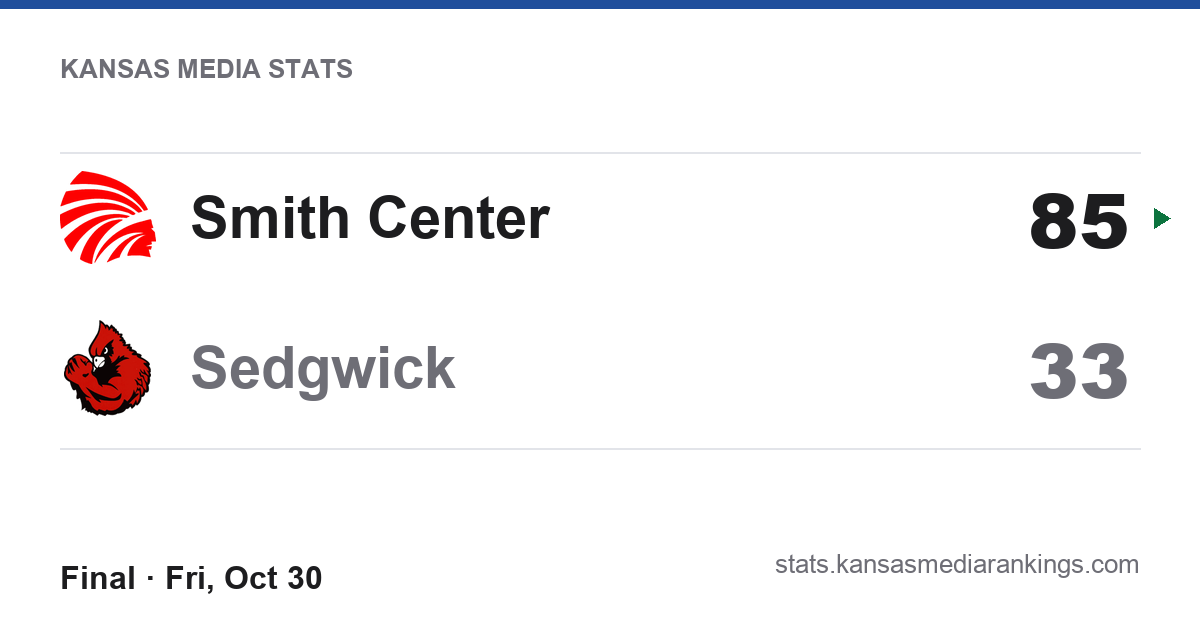 KANSAS MEDIA STATS
Smith Center 85
Sedgwick 33
Final · Fri, Oct 30
stats.kansasmediarankings.com